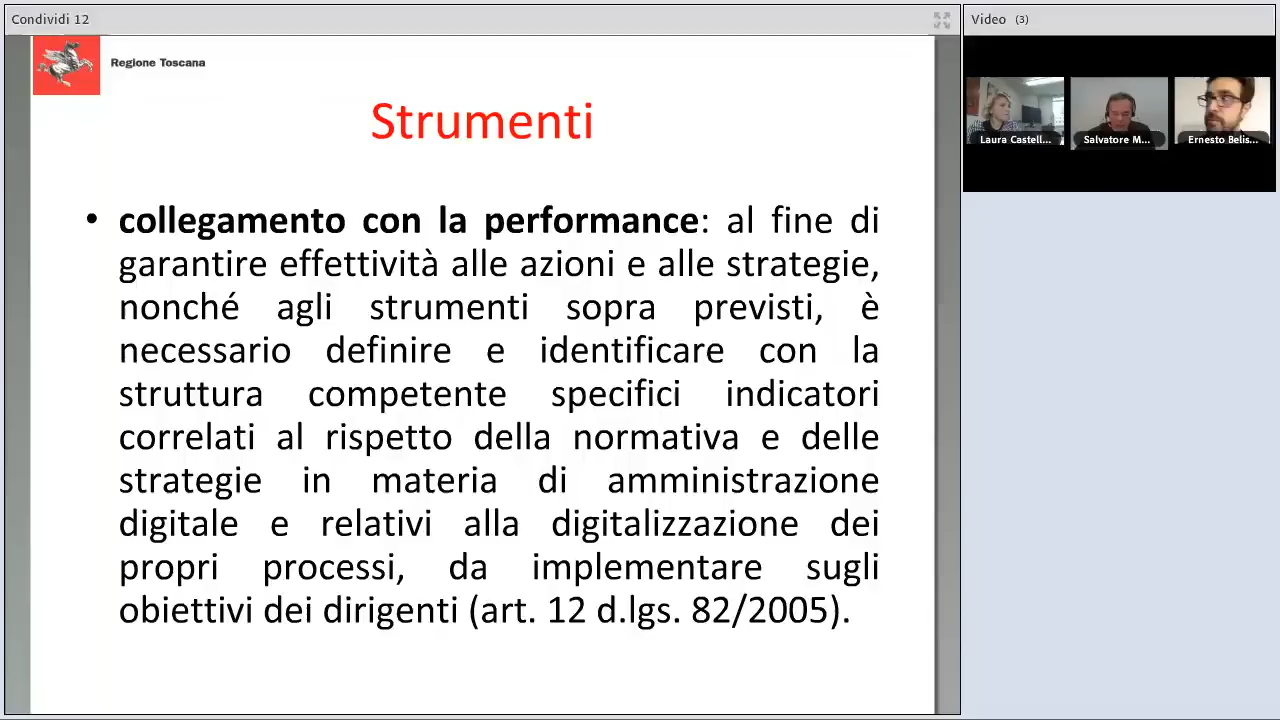 Condividi 12
Video (3)
Regione Toscana
Strumenti
• collegamento con la performance: al fine di
garantire effettività alle azioni e alle strategie,
nonché agli strumenti sopra previsti, è
necessario definire e identificare con la
struttura competente specifici indicatori
correlati al rispetto della normativa e delle
strategie in materia di amministrazione
digitale e relativi alla digitalizzazione dei
propri processi, da implementare sugli
obiettivi dei dirigenti (art. 12 d.lgs. 82/2005).
Laura Castell...
Salvatore M...
Ernesto Belis...